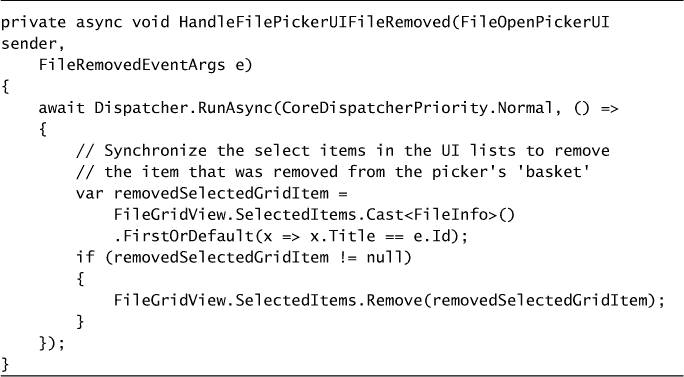 private async void HandleFilePickerUIFileRemoved(FileOpenPickerUI
sender,
    FileRemovedEventArgs e)
{
    await Dispatcher.RunAsync(CoreDispatcherPriority.Normal, () =>
    {
        // Synchronize the select items in the UI lists to remove
        // the item that was removed from the picker's 'basket'
        var removedSelectedGridItem =
            FileGridView.SelectedItems.Cast<FileInfo>()
            .FirstOrDefault(x => x.Title == e.Id);
        if (removedSelectedGridItem != null)
        {
            FileGridView.SelectedItems.Remove(removedSelectedGridItem);
        }
    });
}